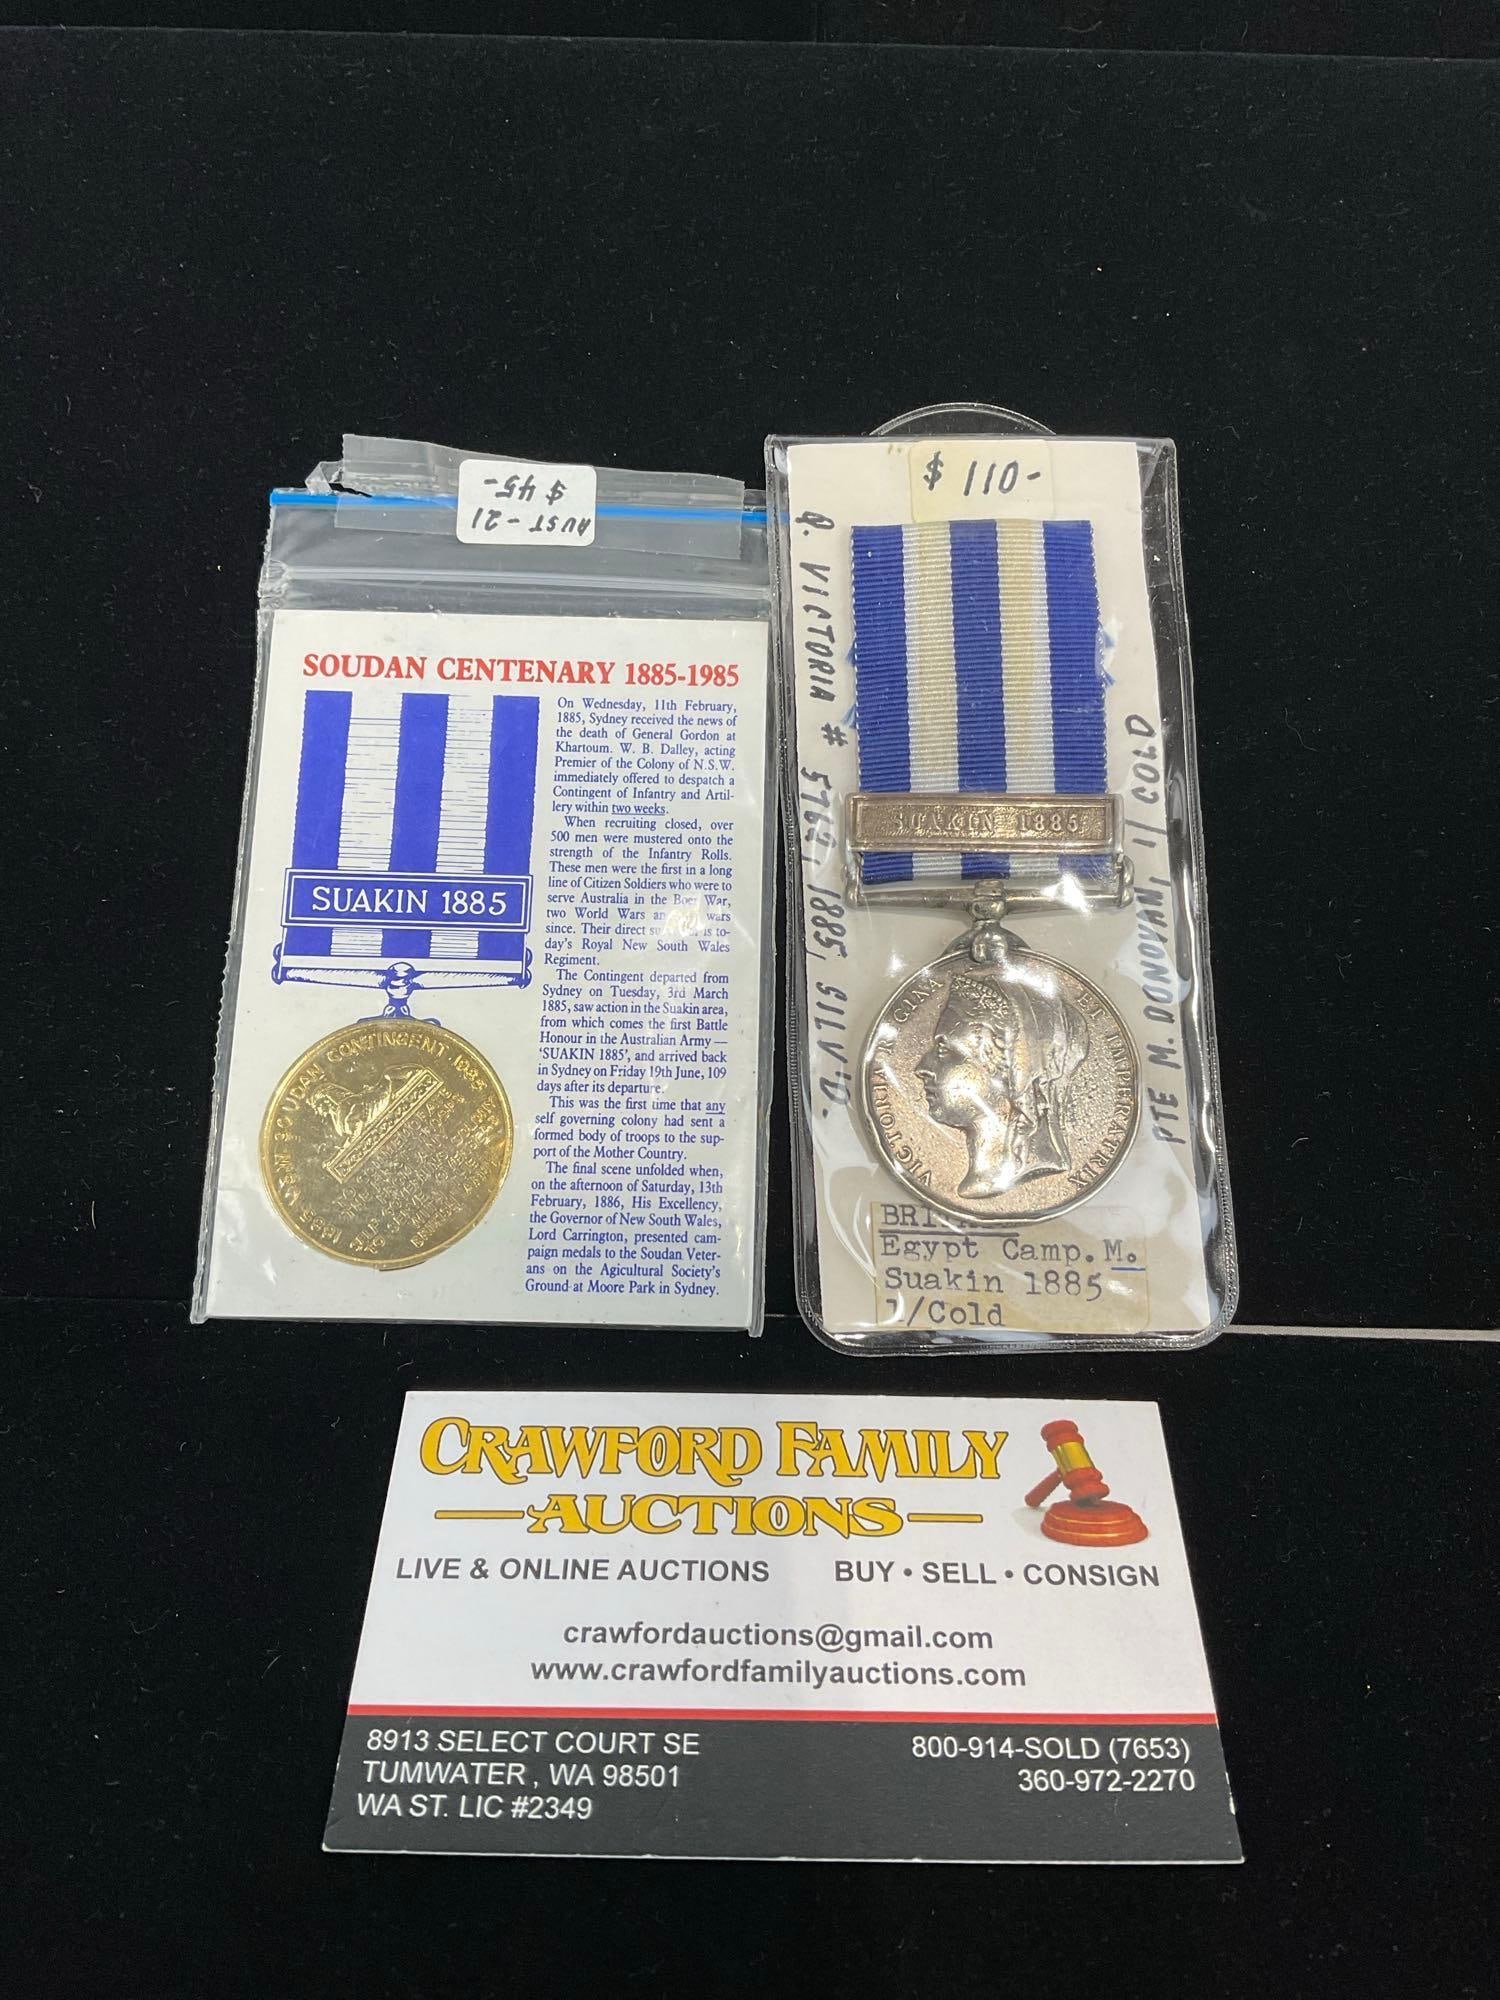 AUST-21
$45-
SOUDAN CENTENARY 1885-1985
On Wednesday, 11th February,
1885, Sydney received the news of
the death of General Gordon at
Khartoum. W. B. Dalley, acting
Premier of the Colony of N.S.W.
immediately offered to despatch a
Contingent of Infantry and Artil-
lery within two weeks.
When recruiting closed, over
500 men were mustered onto the
strength of the Infantry Rolls.
These men were the first in a long
line of Citizen Soldiers who were to
serve Australia in the Boer War,
two World Wars an wars
since. Their direct is to-
day's Royal New South Wales
Regiment.
The Contingent departed from
Sydney on Tuesday, 3rd March
1885, saw action in the Suakin area,
from which comes the first Battle
Honour in the Australian Army —
'SUAKIN 1885', and arrived back
in Sydney on Friday 19th June, 109
days after its departure.
This was the first time that any
self governing colony had sent a
formed body of troops to the sup-
port of the Mother Country.
The final scene unfolded when,
on the afternoon of Saturday, 13th
February, 1886, His Excellency,
the Governor of New South Wales,
Lord Carrington, presented cam-
paign medals to the Soudan Veter-
ans on the Agicultural Society's
Ground at Moore Park in Sydney.
SUAKIN 1885
1885 NSW SOUDAN CONTINGENT 1985
$110-
Q. VICTORIA # 5762, 1885, SILV'D.
PTE M. DONOVAN, 1/ COLD
SUAKIN 1885
VICTORIA REGINA ET IMPERATRIX
Egypt Camp. M.
Suakin 1885
1/Cold
CRAWFORD FAMILY
AUCTIONS
LIVE & ONLINE AUCTIONS BUY • SELL • CONSIGN
crawfordauctions@gmail.com
www.crawfordfamilyauctions.com
8913 SELECT COURT SE
TUMWATER, WA 98501
WA ST. LIC #2349
800-914-SOLD (7653)
360-972-2270